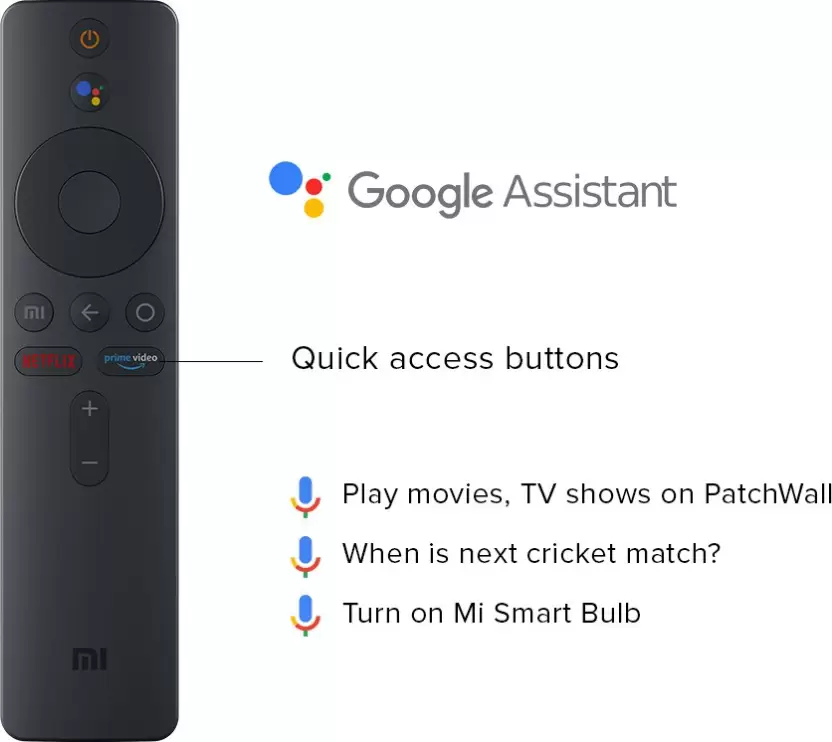 Google Assistant
mi
NETFLIX
prime video
Quick access buttons
+
−
Play movies, TV shows on PatchWall
When is next cricket match?
Turn on Mi Smart Bulb
mi